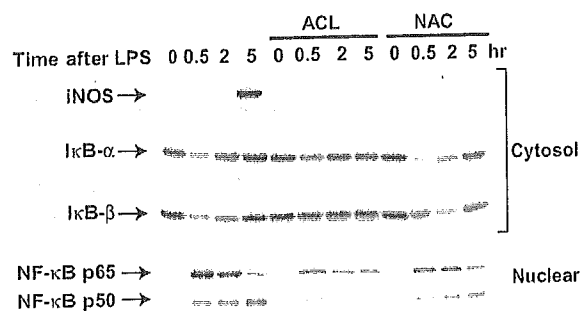 ACL NAC
Time after LPS 0 0.5 2 5 0 0.5 2 5 0 0.5 2 5 hr
iNOS
IκB-α
Cytosol
IκB-β
NF-κB p65
Nuclear
NF-κB p50